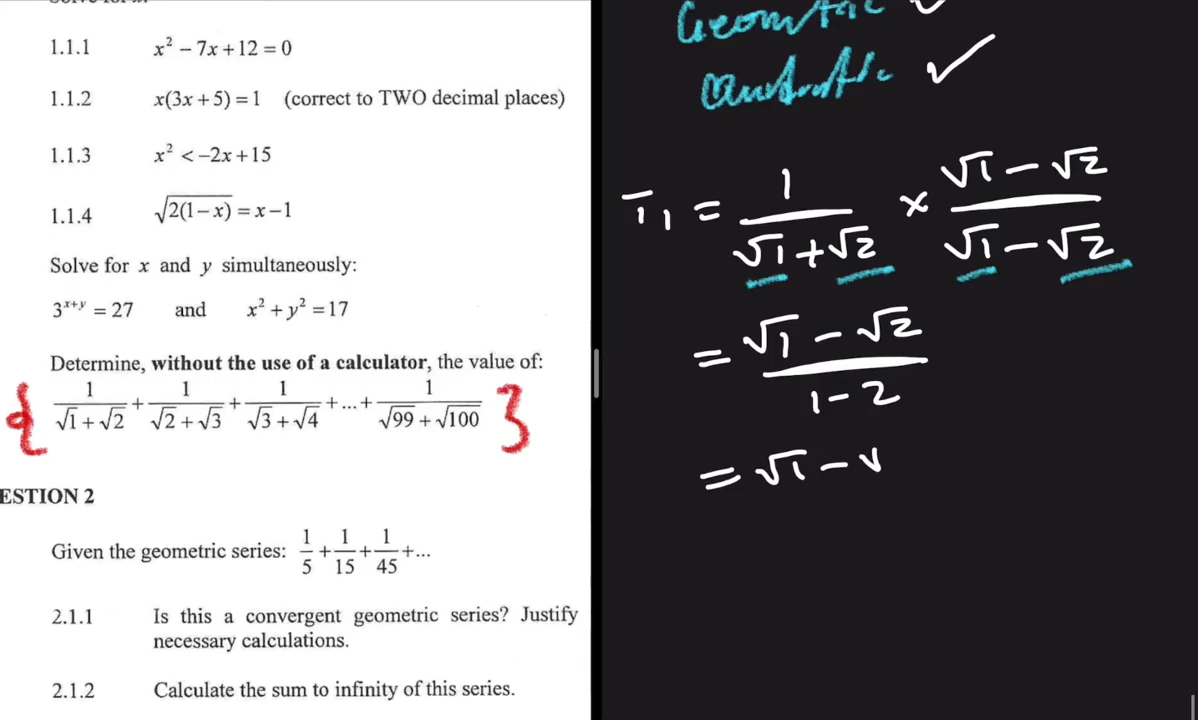 1.1.1 x² − 7x + 12 = 0
1.1.2 x(3x + 5) = 1 (correct to TWO decimal places)
1.1.3 x² < −2x + 15
1.1.4 √(2(1−x)) = x − 1
Solve for x and y simultaneously:
3^(x+y) = 27 and x² + y² = 17
Determine, without the use of a calculator, the value of:
{ 1/(√1 + √2) + 1/(√2 + √3) + 1/(√3 + √4) + ... + 1/(√99 + √100) }
ESTION 2
Given the geometric series: 1/5 + 1/15 + 1/45 + ...
2.1.1 Is this a convergent geometric series? Justify
necessary calculations.
2.1.2 Calculate the sum to infinity of this series.
Geometric ✓
T₁ = 1/(√1 + √2) × (√1 − √2)/(√1 − √2)
= (√1 − √2)/(1 − 2)
= √1 − √